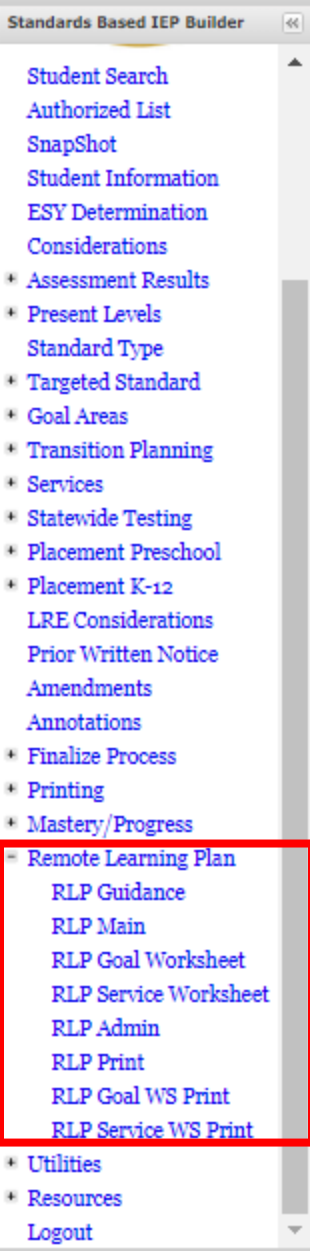 Standards Based IEP Builder
Student Search
Authorized List
SnapShot
Student Information
ESY Determination
Considerations
Assessment Results
Present Levels
Standard Type
Targeted Standard
Goal Areas
Transition Planning
Services
Statewide Testing
Placement Preschool
Placement K-12
LRE Considerations
Prior Written Notice
Amendments
Annotations
Finalize Process
Printing
Mastery/Progress
Remote Learning Plan
RLP Guidance
RLP Main
RLP Goal Worksheet
RLP Service Worksheet
RLP Admin
RLP Print
RLP Goal WS Print
RLP Service WS Print
Utilities
Resources
Logout